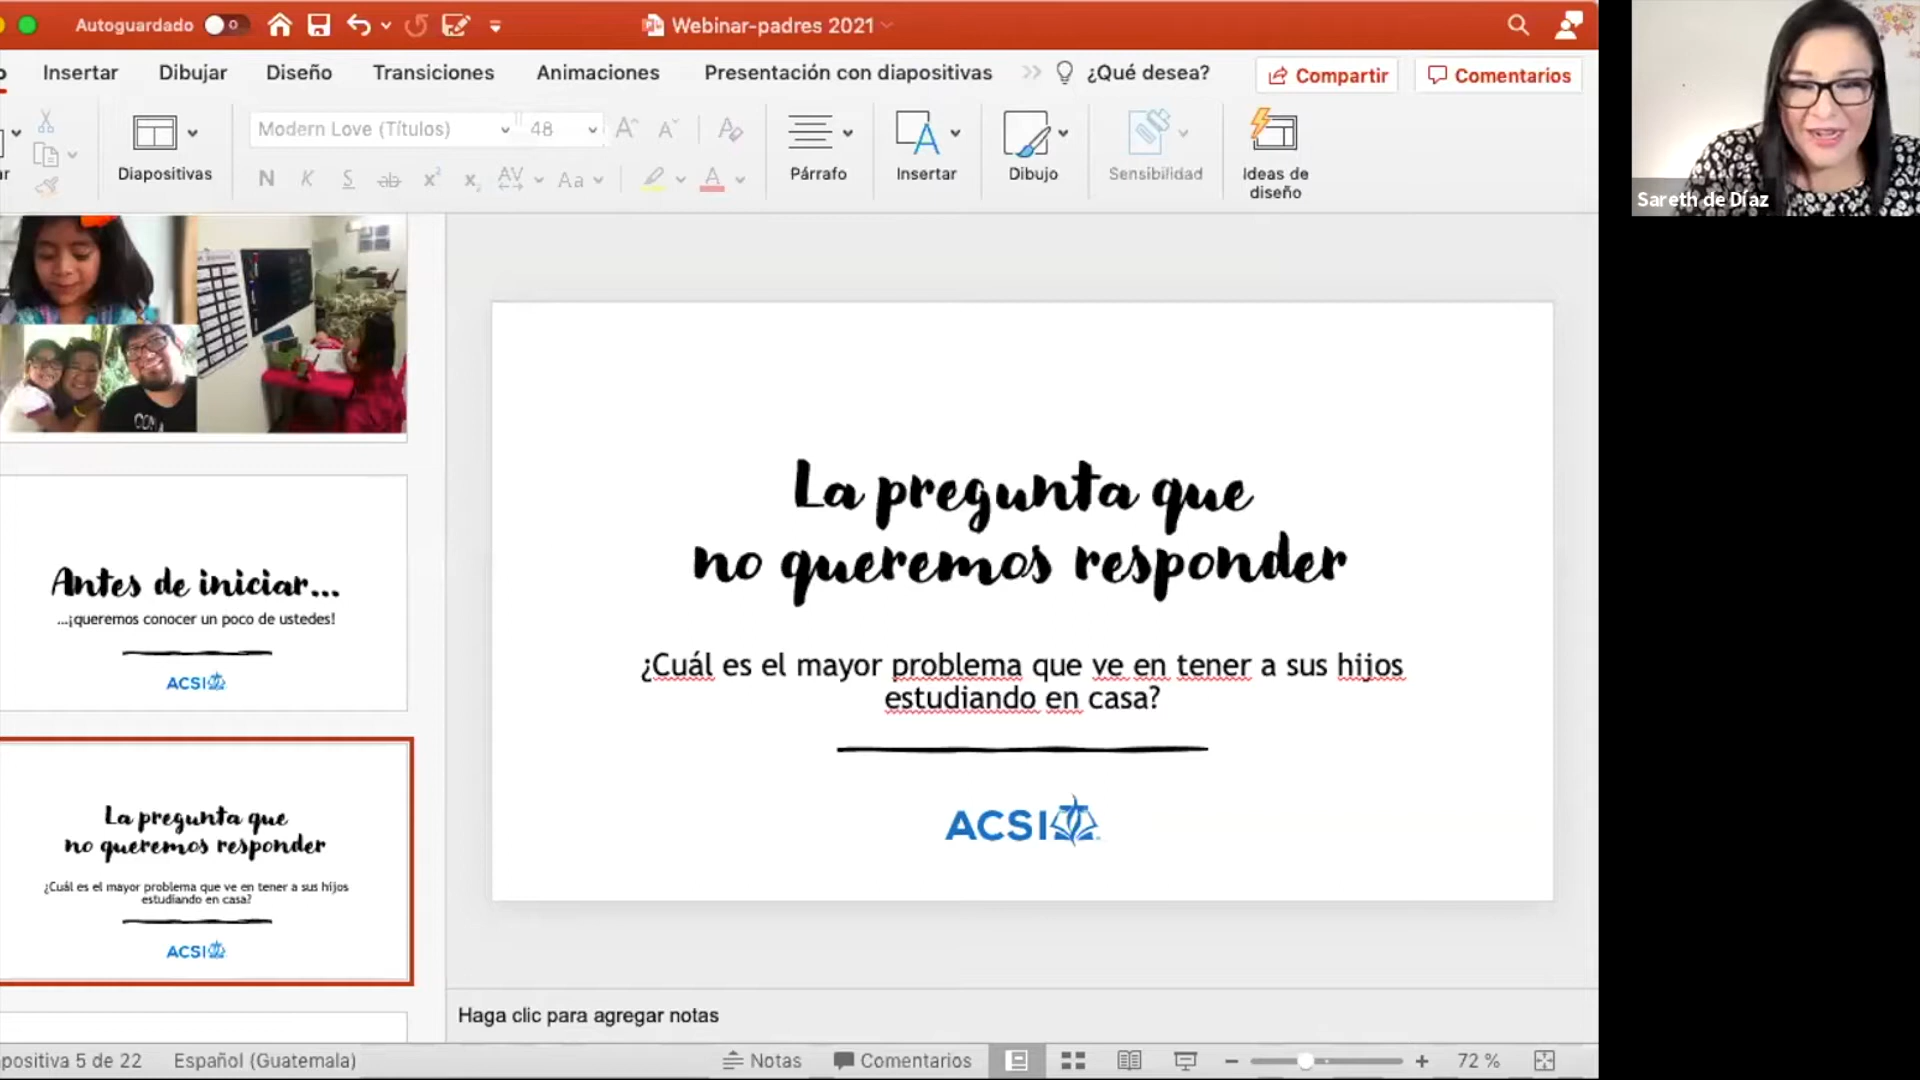 Autoguardado
Webinar-padres 2021
Insertar
Dibujar
Diseño
Transiciones
Animaciones
Presentación con diapositivas
¿Qué desea?
Compartir
Comentarios
Modern Love (Títulos)
48
Diapositivas
N K S ab x² x₂ AV Aa A
Párrafo
Insertar
Dibujo
Sensibilidad
Ideas de
diseño
Sareth de Díaz
Antes de iniciar...
...¡queremos conocer un poco de ustedes!
ACSI
La pregunta que
no queremos responder
¿Cuál es el mayor problema que ve en tener a sus hijos
estudiando en casa?
ACSI
La pregunta que
no queremos responder
¿Cuál es el mayor problema que ve en tener a sus hijos
estudiando en casa?
ACSI
Haga clic para agregar notas
positiva 5 de 22
Español (Guatemala)
Notas
Comentarios
72 %